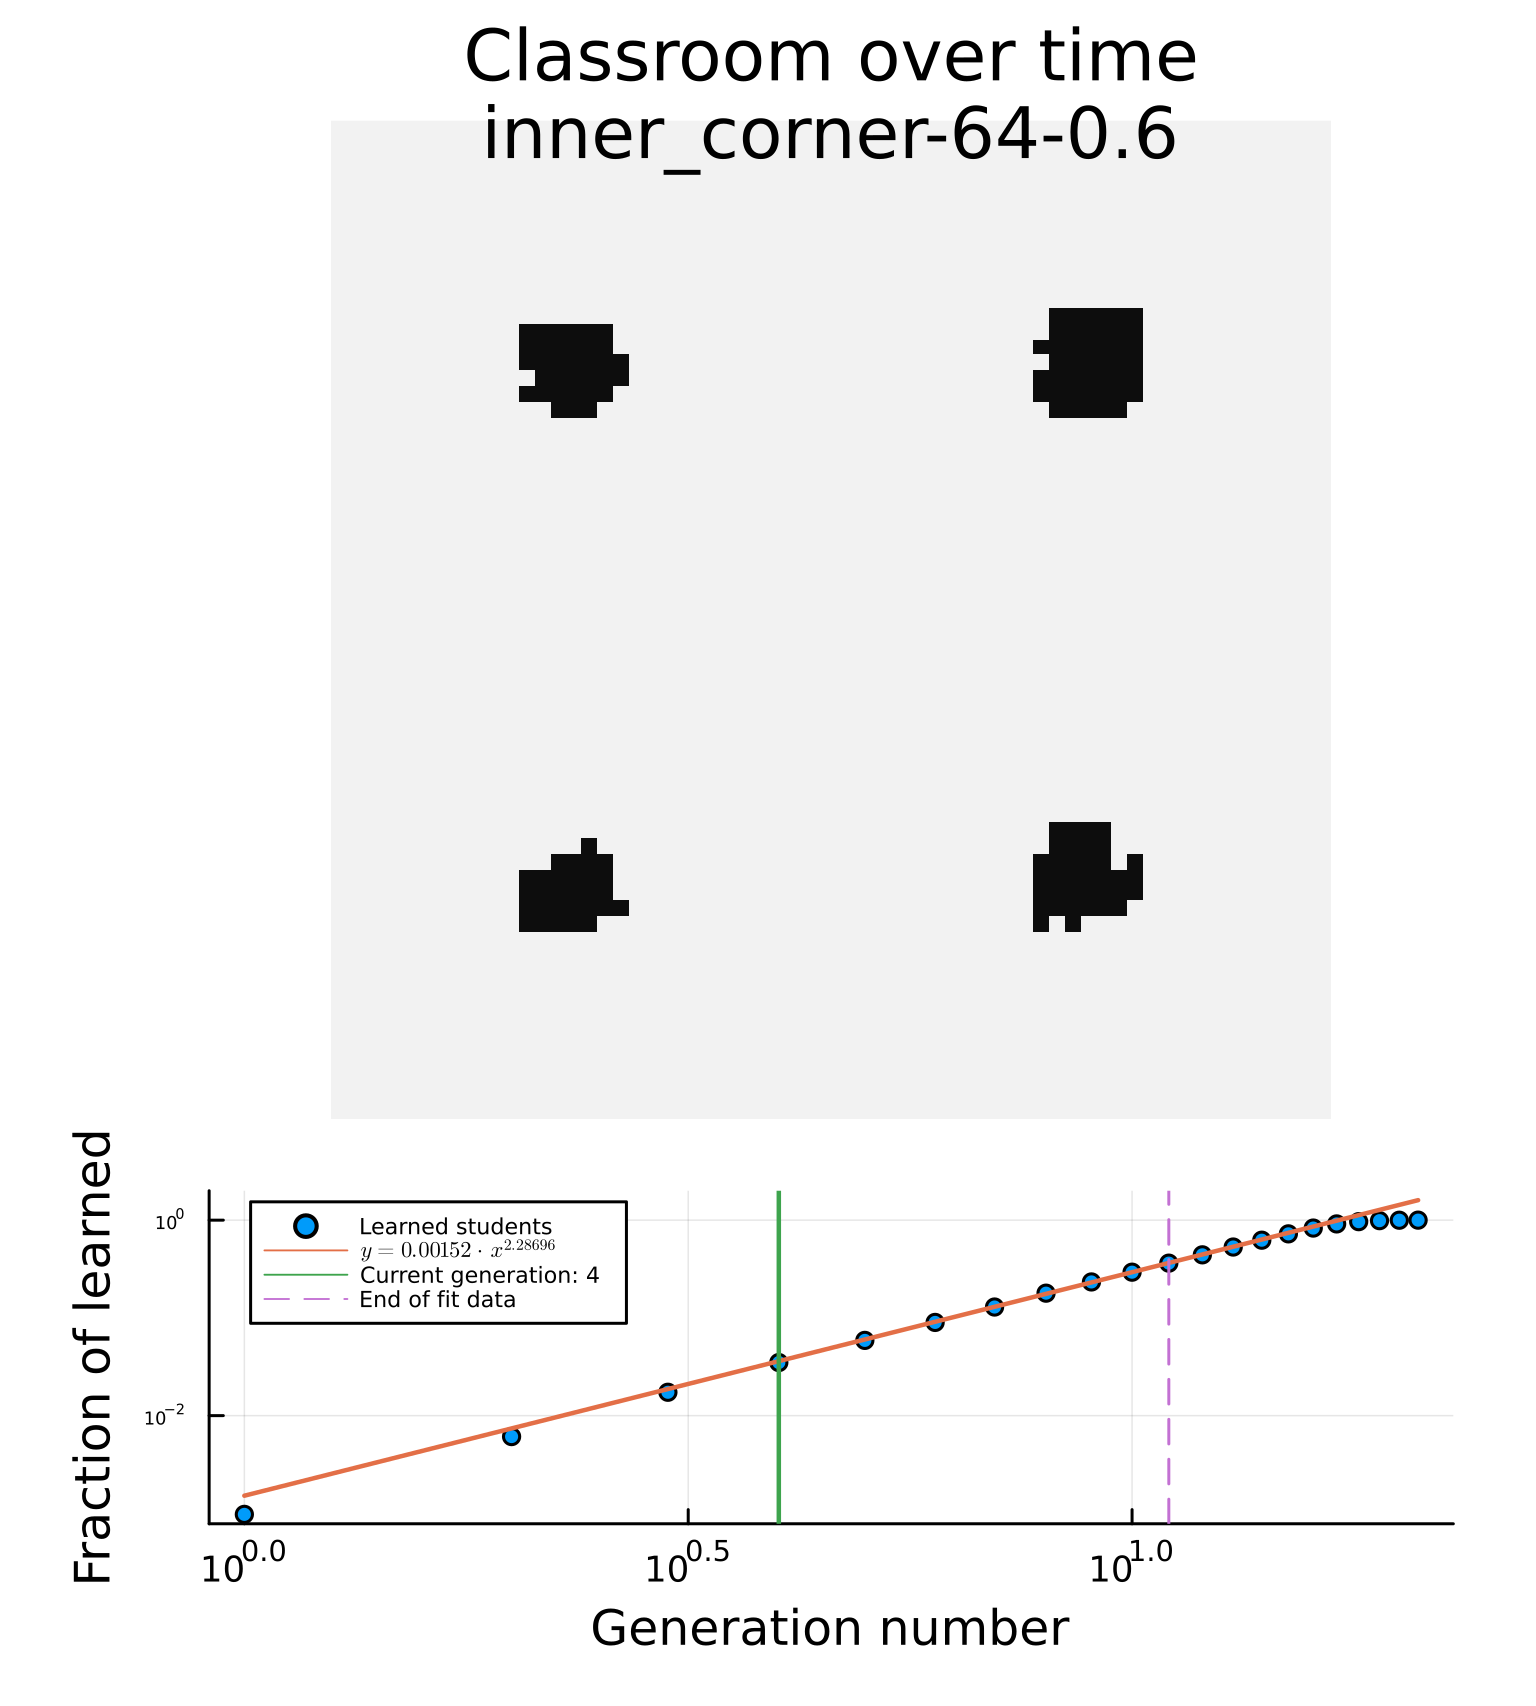 Classroom over time
inner_corner-64-0.6
Fraction of learned
10⁰
10⁻²
Learned students
y = 0.00152 · x^2.28696
Current generation: 4
End of fit data
10^0.0
10^0.5
10^1.0
Generation number